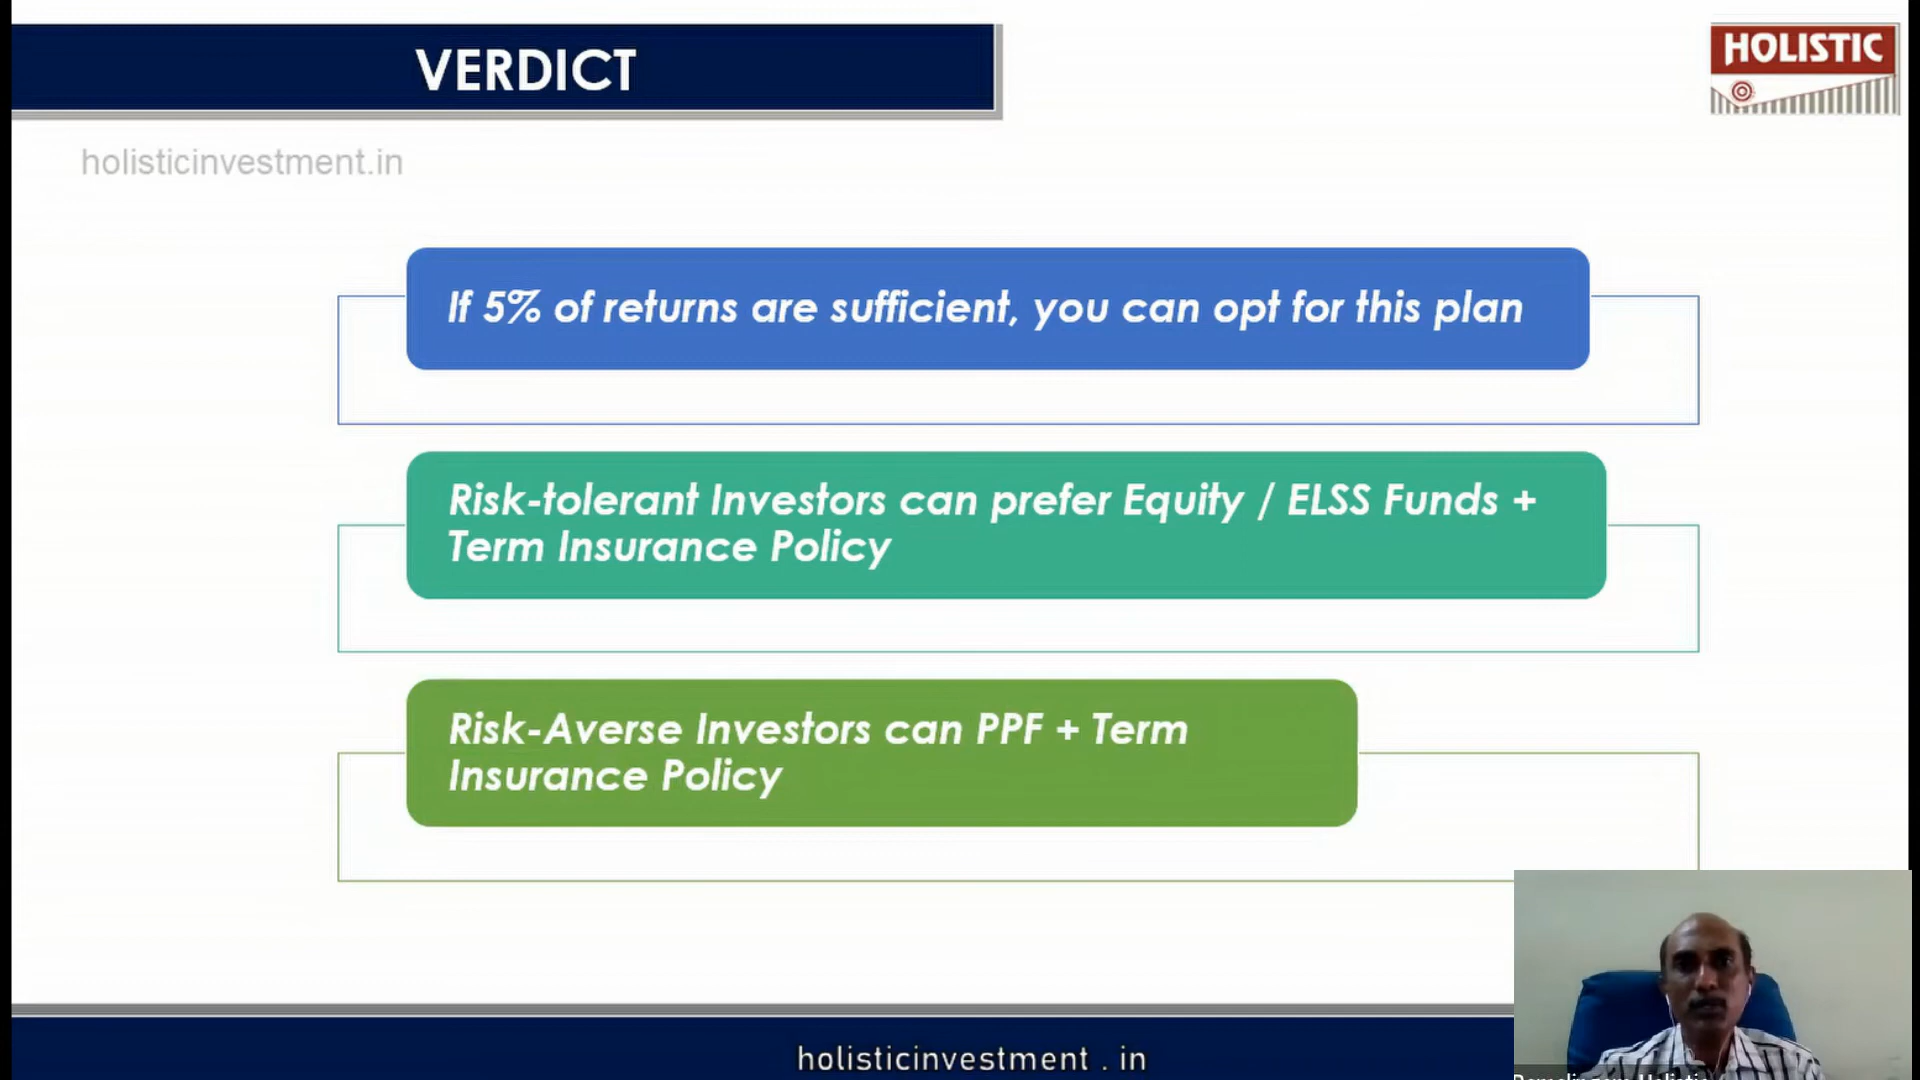 VERDICT
HOLISTIC
holisticinvestment.in
If 5% of returns are sufficient, you can opt for this plan
Risk-tolerant Investors can prefer Equity / ELSS Funds +
Term Insurance Policy
Risk-Averse Investors can PPF + Term
Insurance Policy
holisticinvestment . in